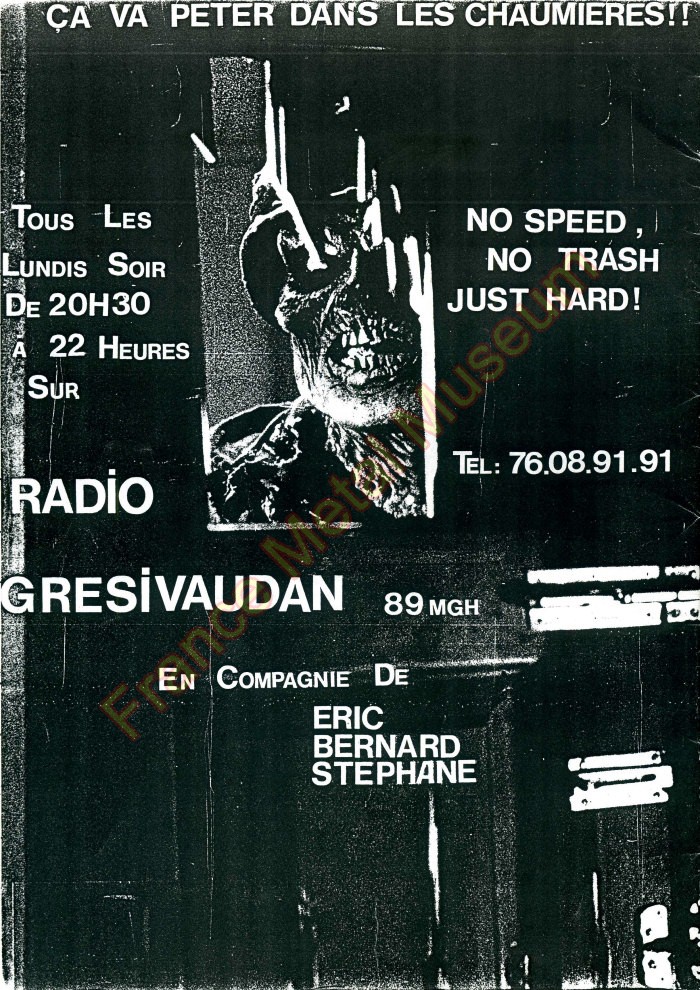 ÇA VA PETER DANS LES CHAUMIERES!!
TOUS LES
LUNDIS SOIR
DE 20H30
À 22 HEURES
SUR
NO SPEED,
NO TRASH
JUST HARD!
TEL: 76.08.91.91
RADIO
GRESIVAUDAN
89 MGH
EN COMPAGNIE DE
ERIC
BERNARD
STEPHANE
France Metal Museum